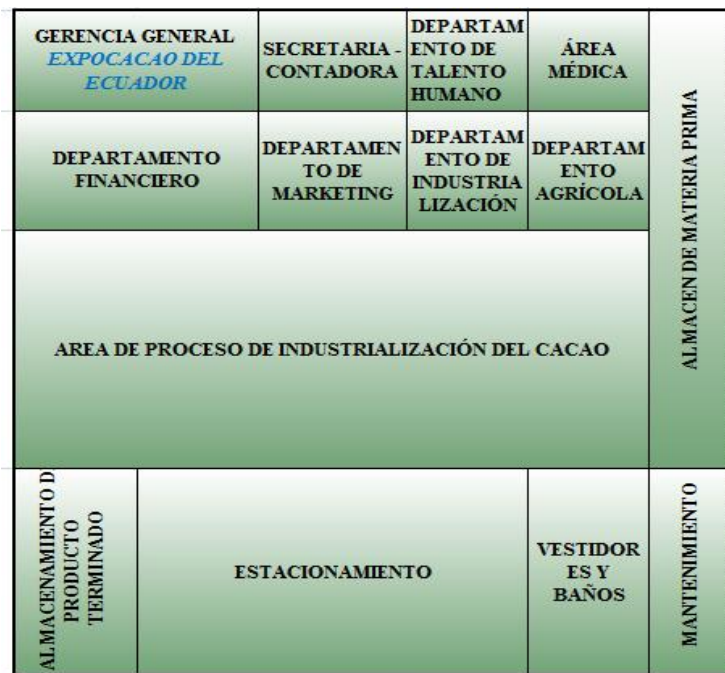 GERENCIA GENERAL
EXPOCACAO DEL
ECUADOR
SECRETARIA -
CONTADORA
DEPARTAM
ENTO DE
TALENTO
HUMANO
ÁREA
MÉDICA
ALMACEN DE MATERIA PRIMA
DEPARTAMENTO
FINANCIERO
DEPARTAMEN
TO DE
MARKETING
DEPARTAM
ENTO DE
INDUSTRIA
LIZACIÓN
DEPARTAM
ENTO
AGRÍCOLA
AREA DE PROCESO DE INDUSTRIALIZACIÓN DEL CACAO
ALMACENAMIENTO D
PRODUCTO
TERMINADO
ESTACIONAMIENTO
VESTIDOR
ES Y
BAÑOS
MANTENIMIENTO